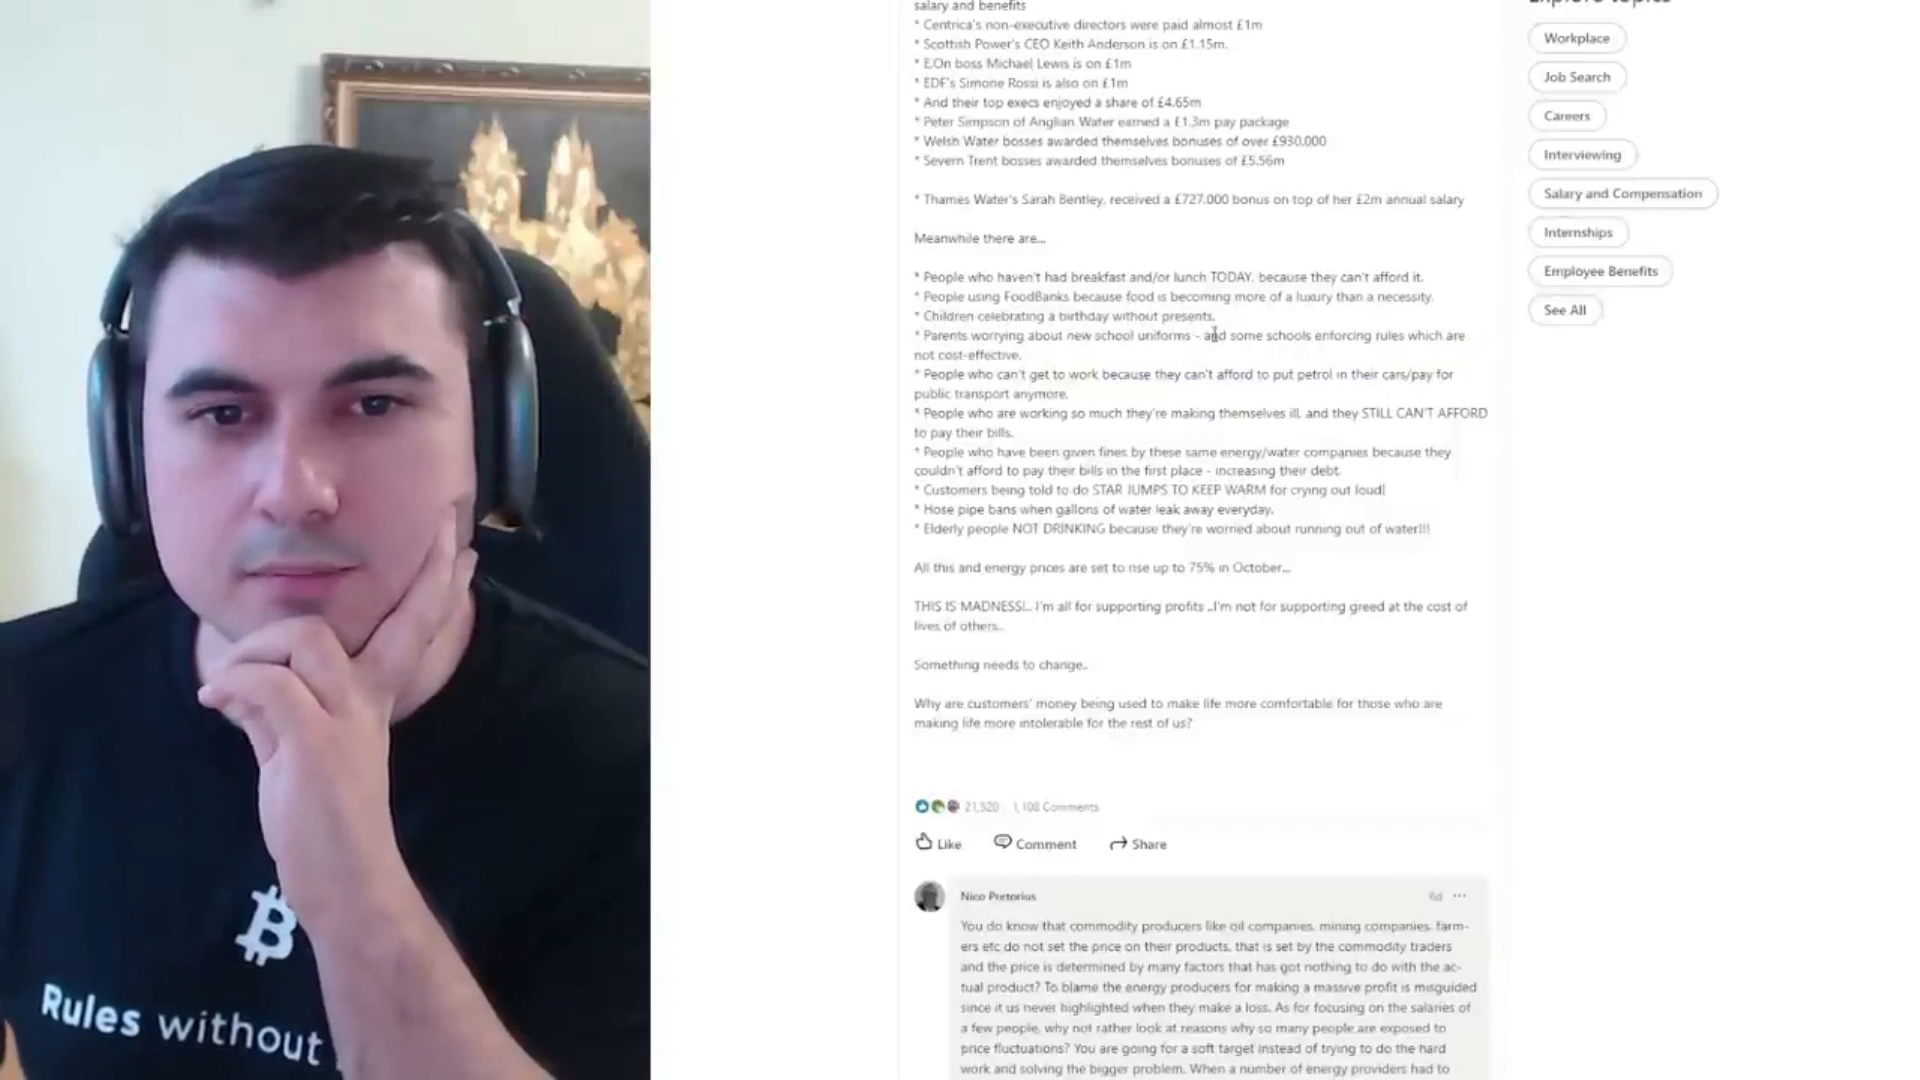 salary and benefits
* Centrica's non-executive directors were paid almost £1m
* Scottish Power's CEO Keith Anderson is on £1.15m.
* E.On boss Michael Lewis is on £1m
* EDF's Simone Rossi is also on £1m
* And their top execs enjoyed a share of £4.65m
* Peter Simpson of Anglian Water earned a £1.3m pay package
* Welsh Water bosses awarded themselves bonuses of over £930,000
* Severn Trent bosses awarded themselves bonuses of £5.56m
* Thames Water's Sarah Bentley, received a £727,000 bonus on top of her £2m annual salary
Meanwhile there are...
* People who haven't had breakfast and/or lunch TODAY, because they can't afford it.
* People using FoodBanks because food is becoming more of a luxury than a necessity.
* Children celebrating a birthday without presents.
* Parents worrying about new school uniforms - and some schools enforcing rules which are
not cost-effective.
* People who can't get to work because they can't afford to put petrol in their cars/pay for
public transport anymore.
* People who are working so much they're making themselves ill, and they STILL CAN'T AFFORD
to pay their bills.
* People who have been given fines by these same energy/water companies because they
couldn't afford to pay their bills in the first place - increasing their debt.
* Customers being told to do STAR JUMPS TO KEEP WARM for crying out loud!
* Hose pipe bans when gallons of water leak away everyday.
* Elderly people NOT DRINKING because they're worried about running out of water!!!
All this and energy prices are set to rise up to 75% in October...
THIS IS MADNESS!.. I'm all for supporting profits ..I'm not for supporting greed at the cost of
lives of others..
Something needs to change..
Why are customers' money being used to make life more comfortable for those who are
making life more intolerable for the rest of us?
21,520 1,108 Comments
Like Comment Share
Nico Pretorius 6d ...
You do know that commodity producers like oil companies, mining companies, farm-
ers etc do not set the price on their products, that is set by the commodity traders
and the price is determined by many factors that has got nothing to do with the ac-
tual product? To blame the energy producers for making a massive profit is misguided
since it us never highlighted when they make a loss. As for focusing on the salaries of
a few people, why not rather look at reasons why so many people are exposed to
price fluctuations? You are going for a soft target instead of trying to do the hard
work and solving the bigger problem. When a number of energy providers had to
Explore topics
Workplace
Job Search
Careers
Interviewing
Salary and Compensation
Internships
Employee Benefits
See All
₿
Rules without